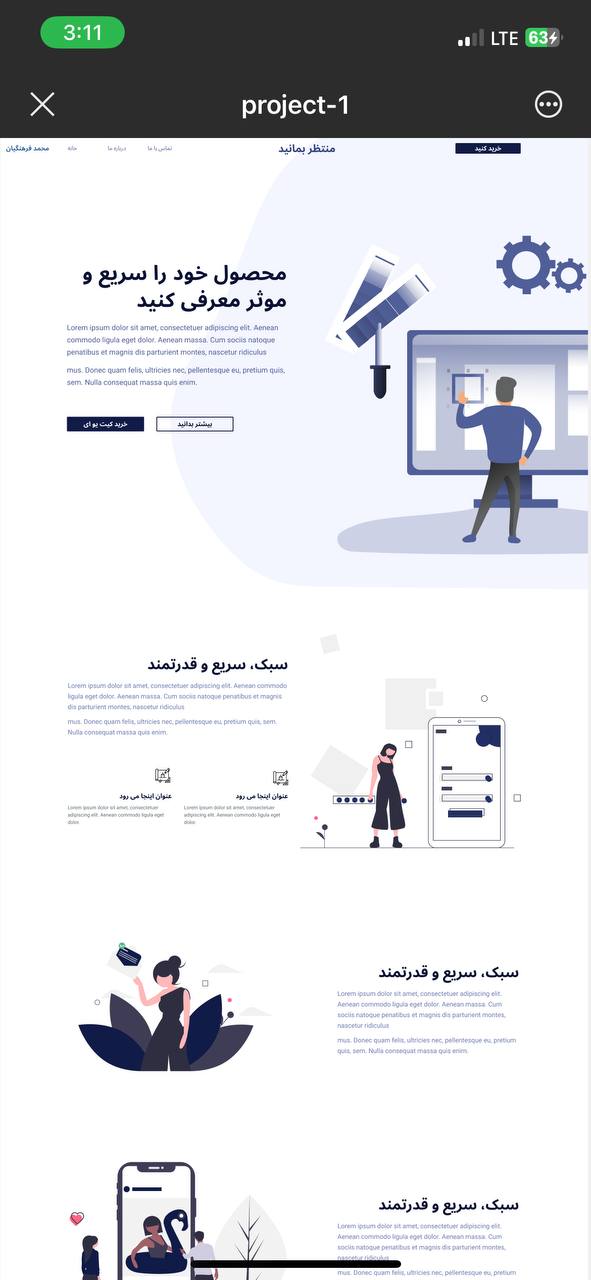 3:11
LTE 63
project-1
محمد فرهنگیان
خانه
درباره ما
تماس با ما
منتظر بمانید
خرید کنید
محصول خود را سریع و
موثر معرفی کنید
Lorem ipsum dolor sit amet, consectetuer adipiscing elit. Aenean
commodo ligula eget dolor. Aenean massa. Cum sociis natoque
penatibus et magnis dis parturient montes, nascetur ridiculus
mus. Donec quam felis, ultricies nec, pellentesque eu, pretium quis,
sem. Nulla consequat massa quis enim.
خرید کیت یو ای
بیشتر بدانید
سبک، سریع و قدرتمند
Lorem ipsum dolor sit amet, consectetuer adipiscing elit. Aenean commodo
ligula eget dolor. Aenean massa. Cum sociis natoque penatibus et magnis
dis parturient montes, nascetur ridiculus
mus. Donec quam felis, ultricies nec, pellentesque eu, pretium quis, sem.
Nulla consequat massa quis enim.
عنوان اینجا می رود
Lorem ipsum dolor sit amet, consectetuer
adipiscing elit. Aenean commodo ligula eget
dolor.
عنوان اینجا می رود
Lorem ipsum dolor sit amet, consectetuer
adipiscing elit. Aenean commodo ligula eget
dolor.
سبک، سریع و قدرتمند
Lorem ipsum dolor sit amet, consectetuer adipiscing elit.
Aenean commodo ligula eget dolor. Aenean massa. Cum
sociis natoque penatibus et magnis dis parturient montes,
nascetur ridiculus
mus. Donec quam felis, ultricies nec, pellentesque eu, pretium
quis, sem. Nulla consequat massa quis enim.
سبک، سریع و قدرتمند
Lorem ipsum dolor sit amet, consectetuer adipiscing elit.
Aenean commodo ligula eget dolor. Aenean massa. Cum
sociis natoque penatibus et magnis dis parturient montes,
nascetur ridiculus
mus. Donec quam felis, ultricies nec, pellentesque eu, pretium